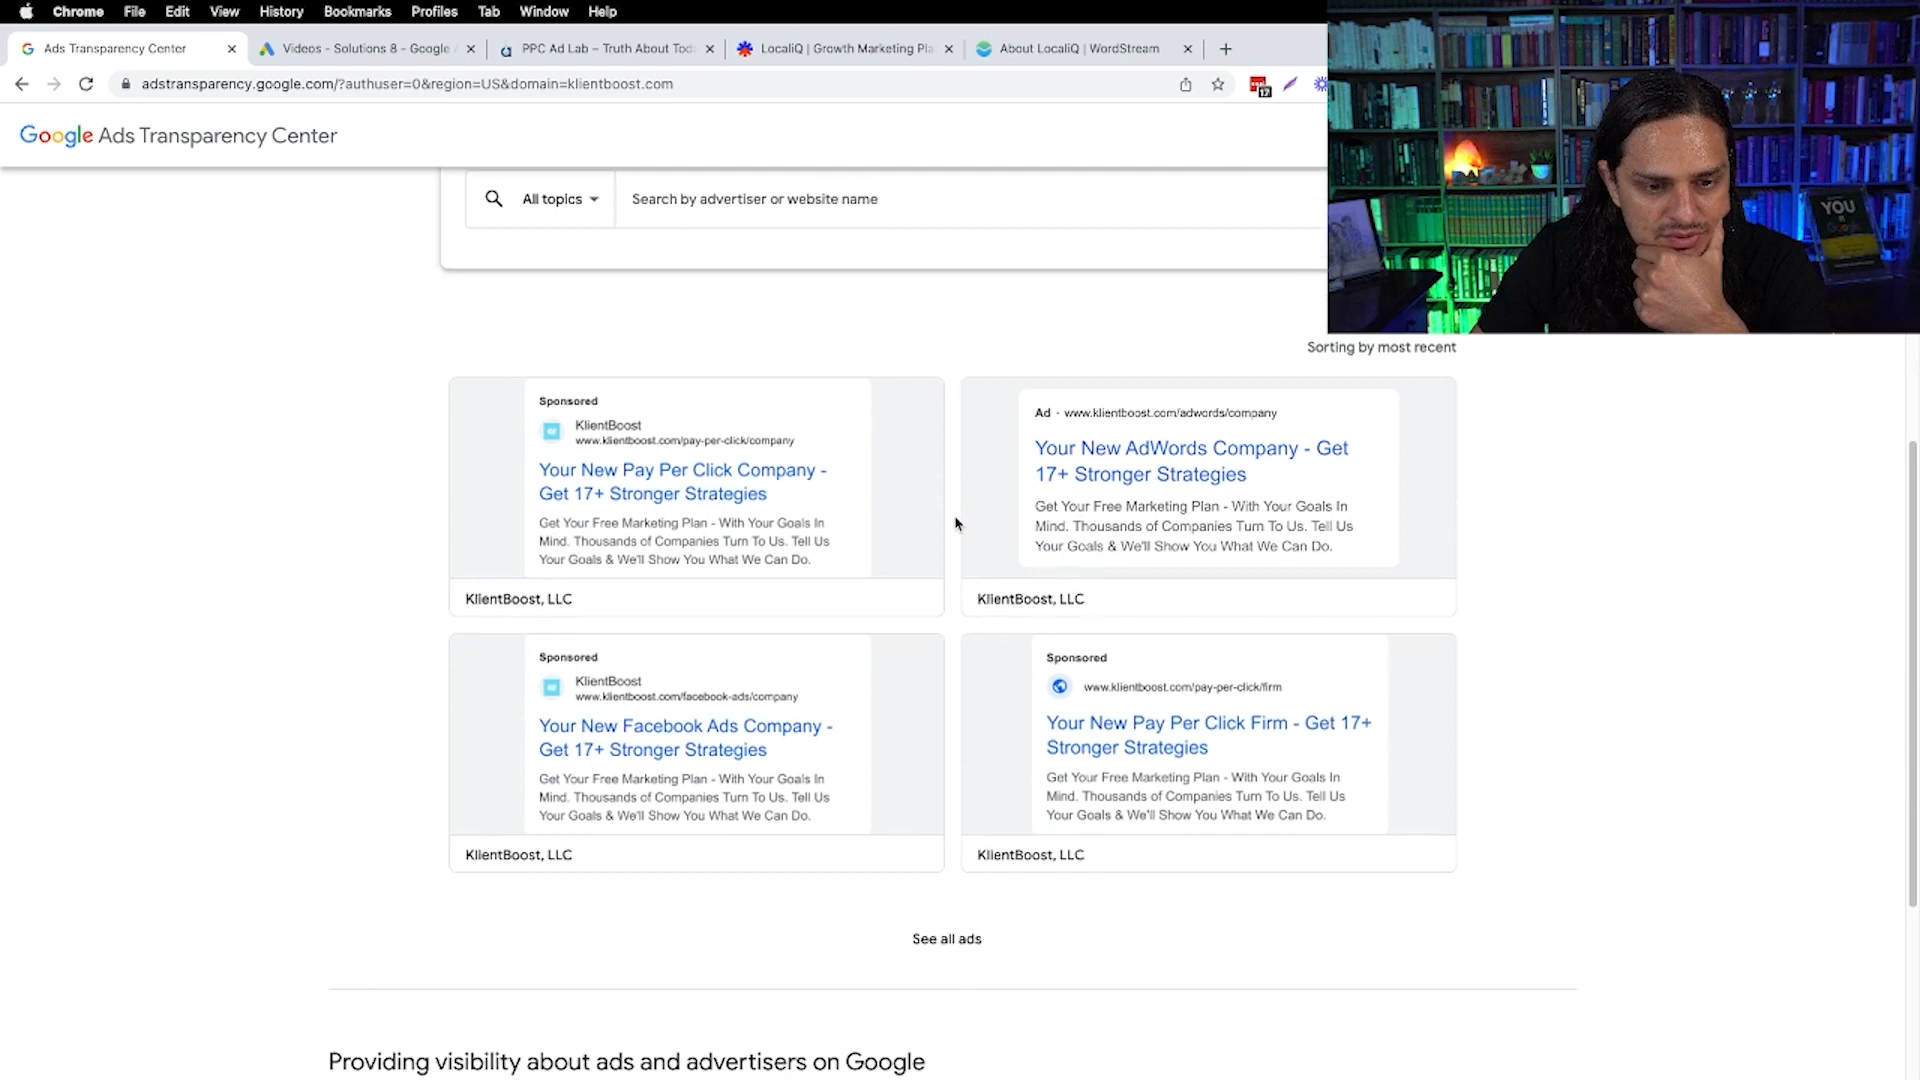 Chrome File Edit View History Bookmarks Profiles Tab Window Help
Ads Transparency Center
Videos - Solutions 8 - Google
PPC Ad Lab – Truth About Tod
LocaliQ | Growth Marketing Pla
About LocaliQ | WordStream
adstransparency.google.com/?authuser=0&region=US&domain=klientboost.com
17
Google Ads Transparency Center
YOU
Google
All topics
Search by advertiser or website name
Sorting by most recent
Sponsored
KlientBoost
www.klientboost.com/pay-per-click/company
Your New Pay Per Click Company -
Get 17+ Stronger Strategies
Get Your Free Marketing Plan - With Your Goals In
Mind. Thousands of Companies Turn To Us. Tell Us
Your Goals & We'll Show You What We Can Do.
KlientBoost, LLC
Ad · www.klientboost.com/adwords/company
Your New AdWords Company - Get
17+ Stronger Strategies
Get Your Free Marketing Plan - With Your Goals In
Mind. Thousands of Companies Turn To Us. Tell Us
Your Goals & We'll Show You What We Can Do.
KlientBoost, LLC
Sponsored
KlientBoost
www.klientboost.com/facebook-ads/company
Your New Facebook Ads Company -
Get 17+ Stronger Strategies
Get Your Free Marketing Plan - With Your Goals In
Mind. Thousands of Companies Turn To Us. Tell Us
Your Goals & We'll Show You What We Can Do.
KlientBoost, LLC
Sponsored
www.klientboost.com/pay-per-click/firm
Your New Pay Per Click Firm - Get 17+
Stronger Strategies
Get Your Free Marketing Plan - With Your Goals In
Mind. Thousands of Companies Turn To Us. Tell Us
Your Goals & We'll Show You What We Can Do.
KlientBoost, LLC
See all ads
Providing visibility about ads and advertisers on Google